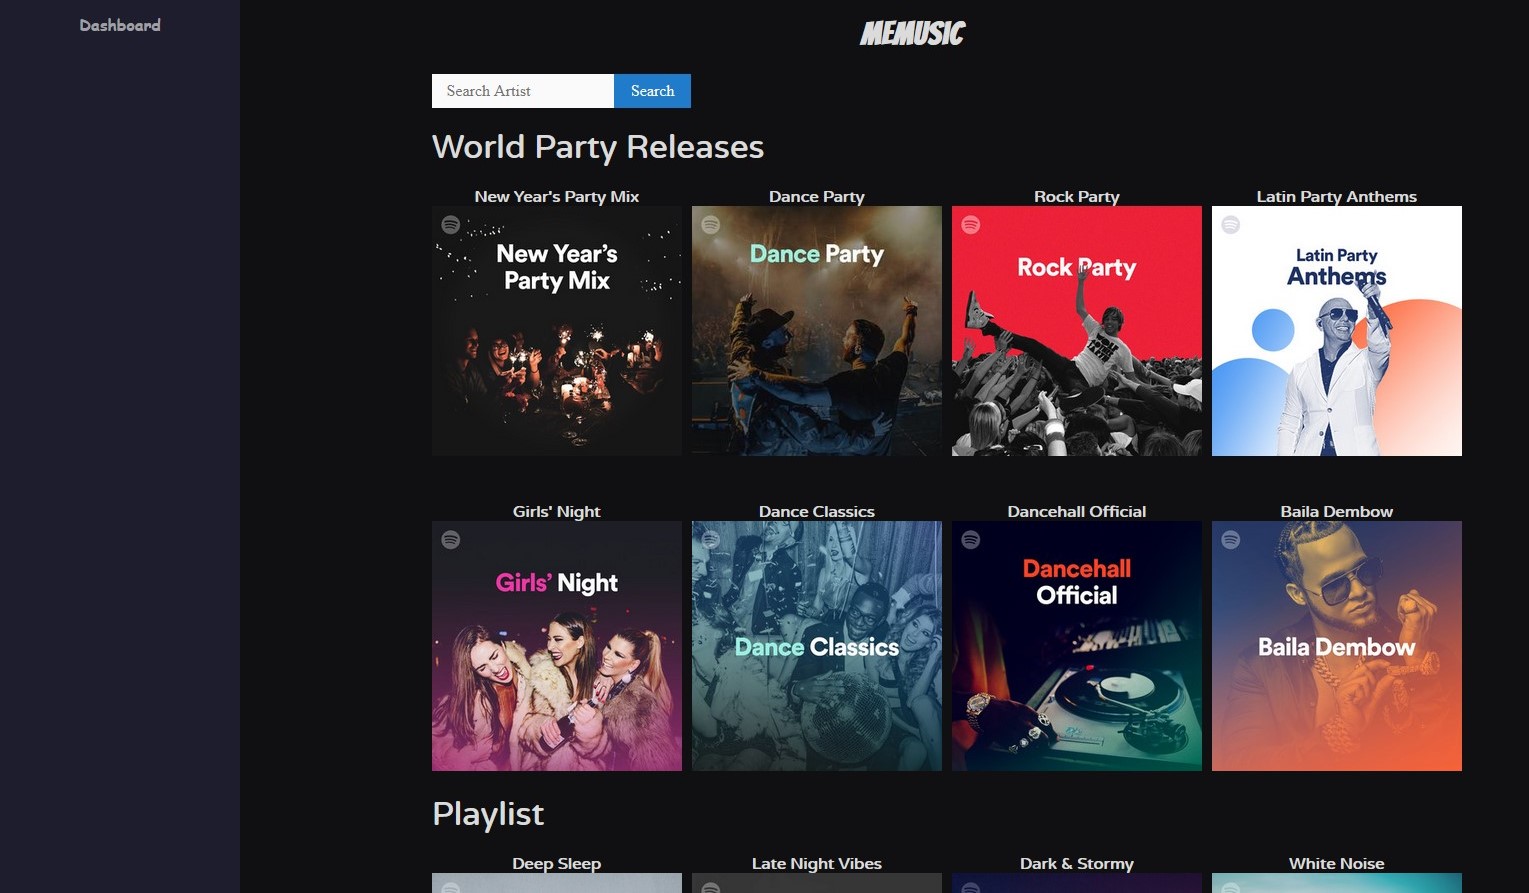 Dashboard
MEMUSIC
Search Artist
Search
World Party Releases
New Year's Party Mix
Dance Party
Rock Party
Latin Party Anthems
New Year's
Party Mix
Dance Party
Rock Party
Latin Party
Anthems
Girls' Night
Dance Classics
Dancehall Official
Baila Dembow
Girls' Night
Dance Classics
Dancehall
Official
Baila Dembow
Playlist
Deep Sleep
Late Night Vibes
Dark & Stormy
White Noise